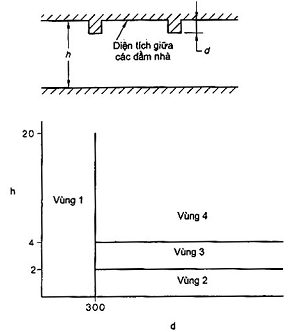 Diện tích giữa
các dầm nhà
d
h
20
Vùng 1
h
Vùng 4
4
Vùng 3
2
Vùng 2
300
d